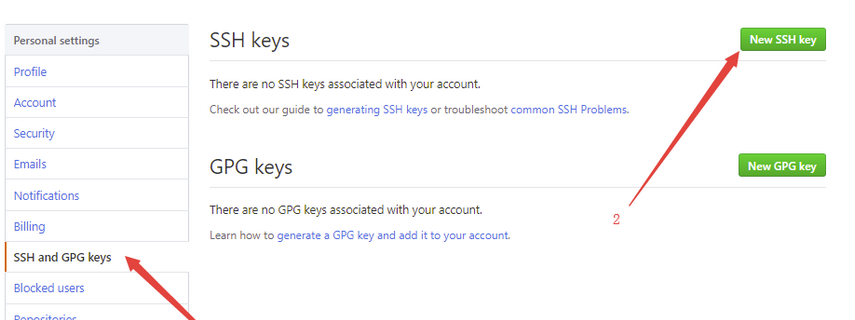 Personal settings
Profile
Account
Security
Emails
Notifications
Billing
SSH and GPG keys
Blocked users
Repositories
SSH keys
New SSH key
There are no SSH keys associated with your account.
Check out our guide to generating SSH keys or troubleshoot common SSH Problems.
GPG keys
New GPG key
There are no GPG keys associated with your account.
Learn how to generate a GPG key and add it to your account.
2